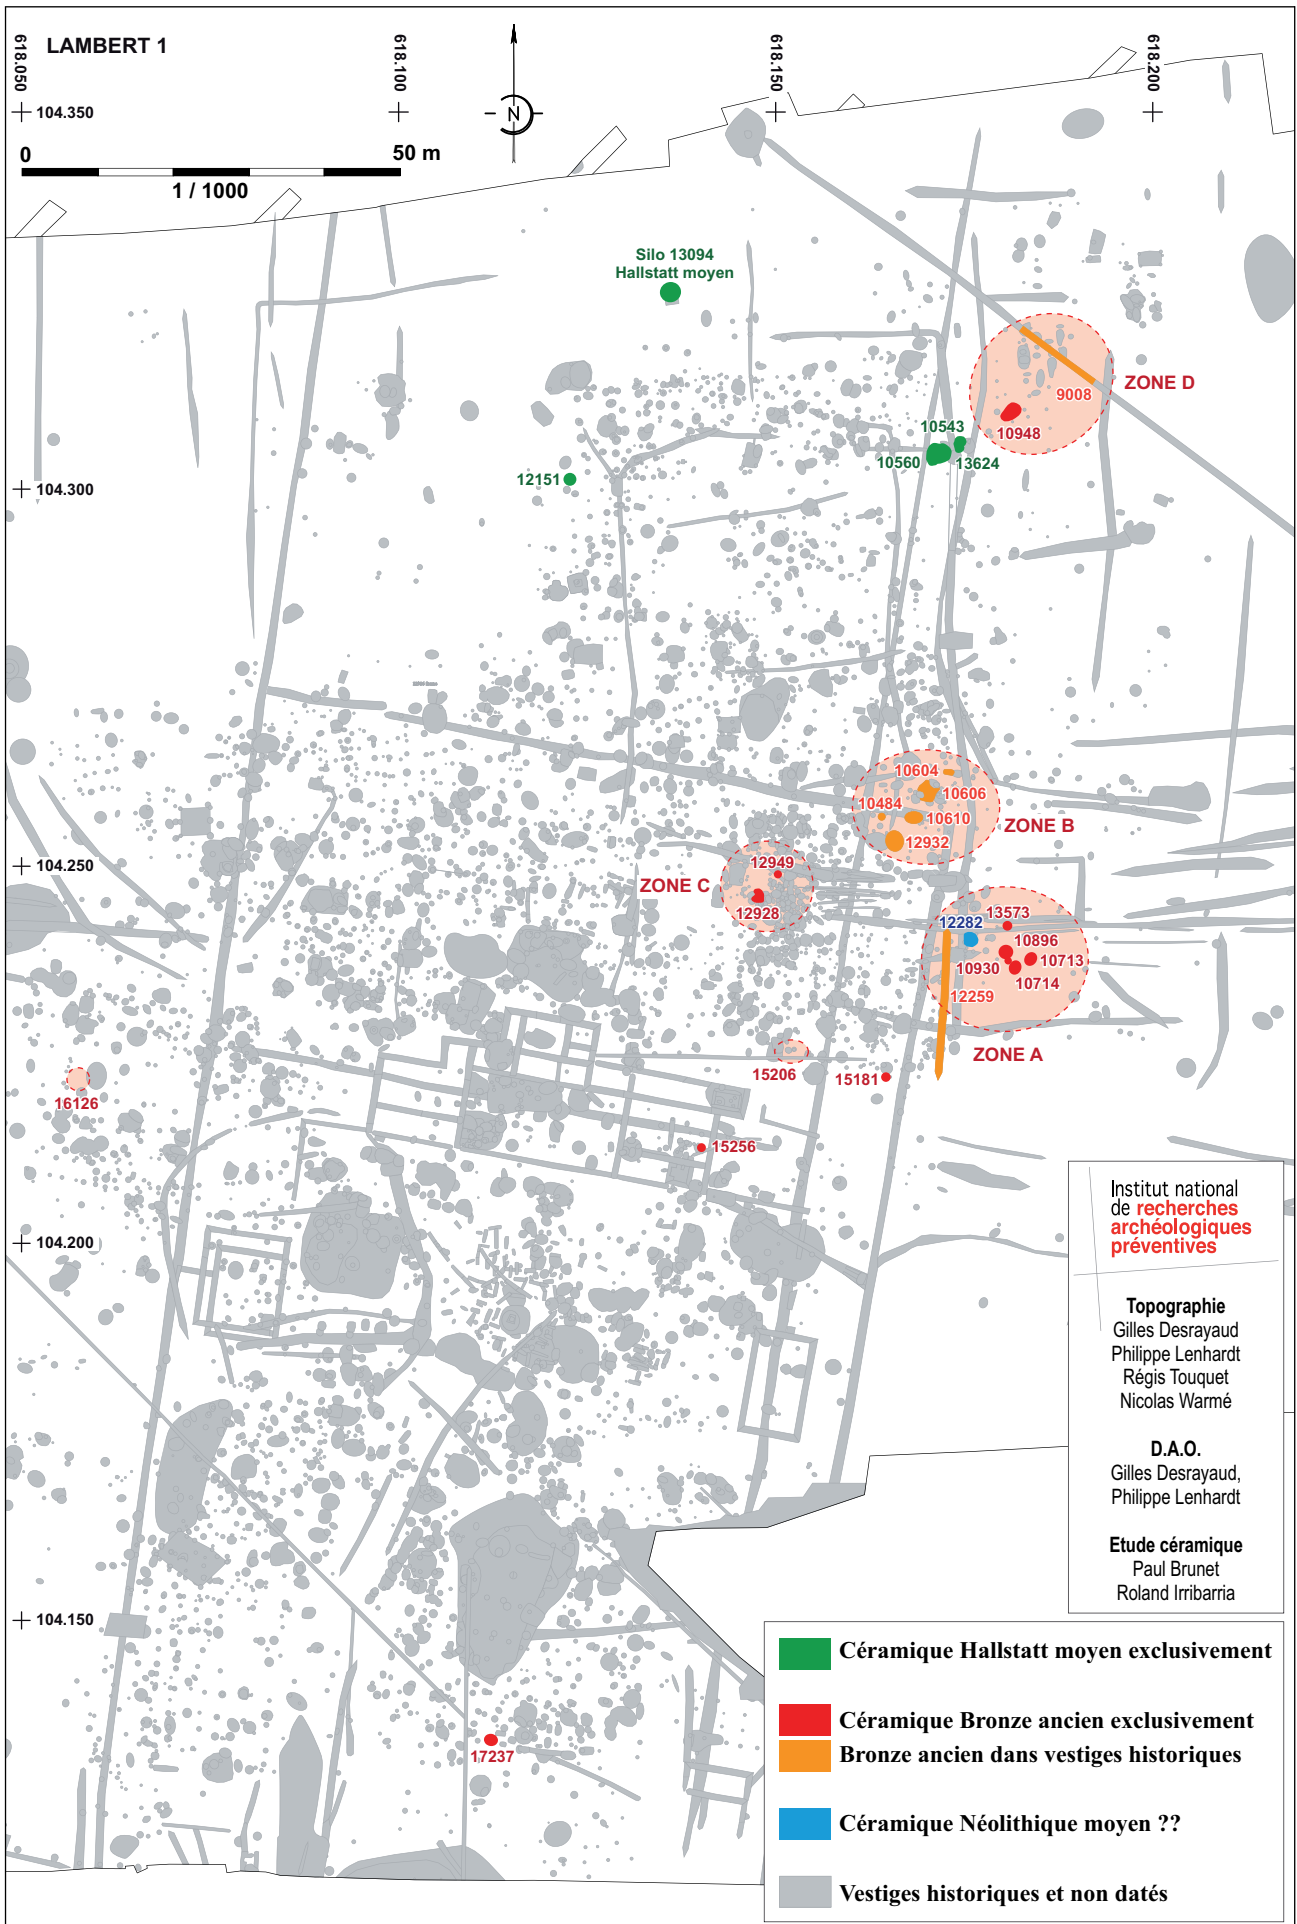 LAMBERT 1
618.050
618.100
618.150
618.200
104.350
0
50 m
1 / 1000
N
Silo 13094
Hallstatt moyen
ZONE D
9008
10948
10543
10560
13624
12151
104.300
10604
10606
10484
10610
12932
ZONE B
104.250
12949
ZONE C
12928
12282
13573
10896
10713
10930
10714
12259
ZONE A
15206
15181
16126
15256
104.200
Institut national
de recherches
archéologiques
préventives
Topographie
Gilles Desrayaud
Philippe Lenhardt
Régis Touquet
Nicolas Warmé
D.A.O.
Gilles Desrayaud,
Philippe Lenhardt
Etude céramique
Paul Brunet
Roland Irribarria
104.150
17237
Céramique Hallstatt moyen exclusivement
Céramique Bronze ancien exclusivement
Bronze ancien dans vestiges historiques
Céramique Néolithique moyen ??
Vestiges historiques et non datés